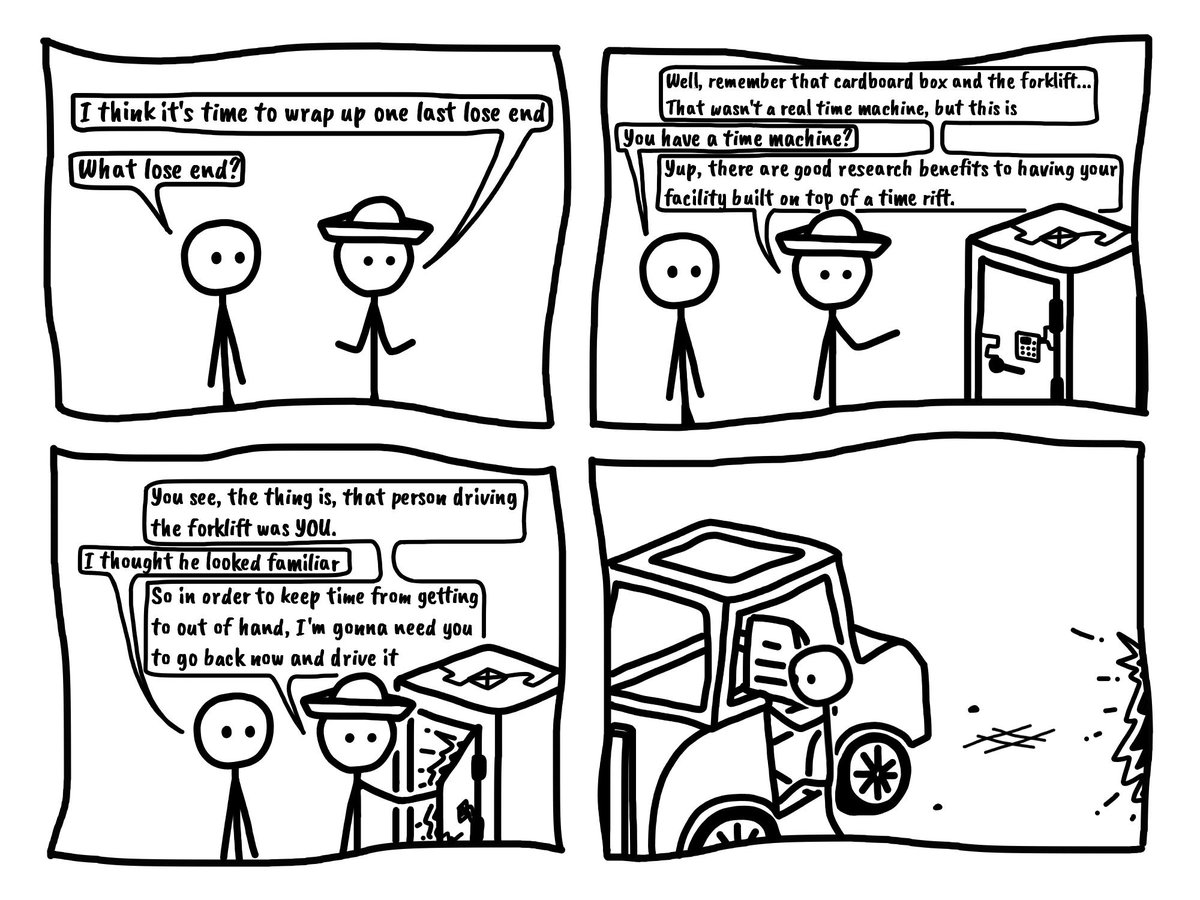 I think it's time to wrap up one last lose end
What lose end?
Well, remember that cardboard box and the forklift...
That wasn't a real time machine, but this is
You have a time machine?
Yup, there are good research benefits to having your
facility built on top of a time rift.
You see, the thing is, that person driving
the forklift was YOU.
I thought he looked familiar
So in order to keep time from getting
to out of hand, I'm gonna need you
to go back now and drive it